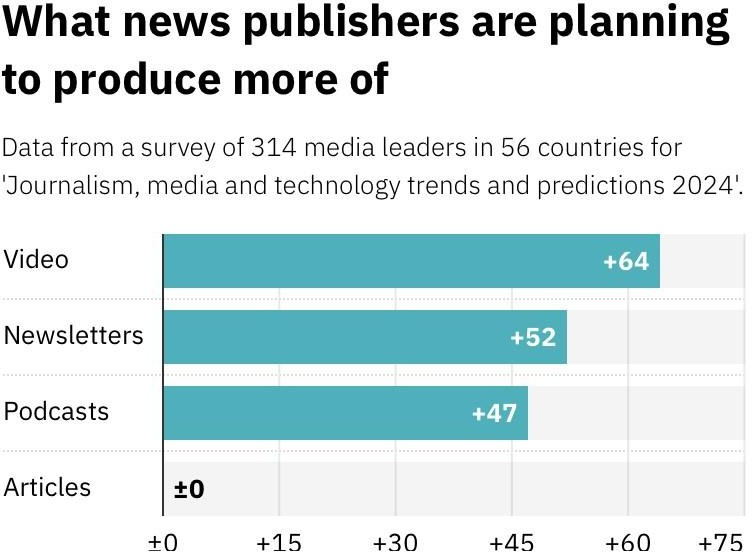 What news publishers are planning
to produce more of
Data from a survey of 314 media leaders in 56 countries for
'Journalism, media and technology trends and predictions 2024'.
Video +64
Newsletters +52
Podcasts +47
Articles ±0
±0 +15 +30 +45 +60 +75